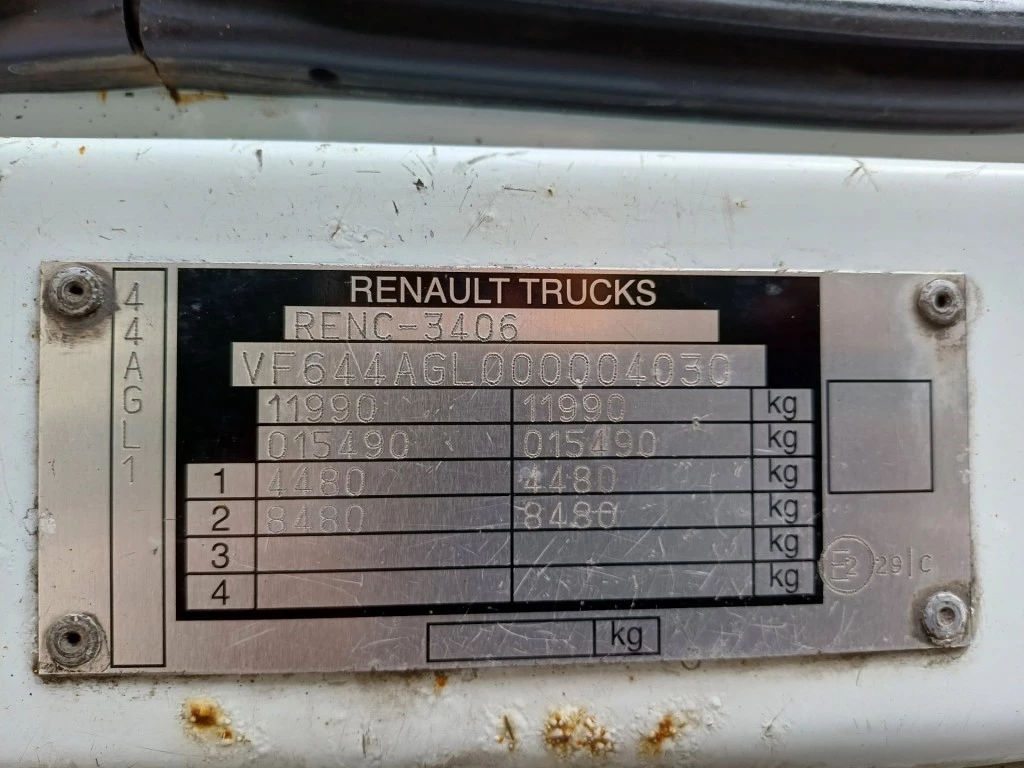 44AGL1
RENAULT TRUCKS
RENC-3406
VF644AGL000004030
11990 11990 kg
015490 015490 kg
1 4480 4480 kg
2 8480 8480 kg
3 kg
4 kg
E2 29|C
kg